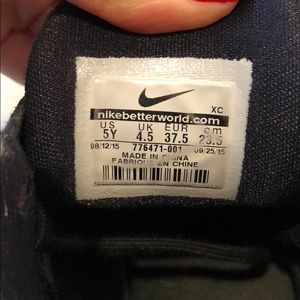 XC
nikebetterworld.com
US UK EUR cm
5Y 4.5 37.5 23.5
08/12/15 776471-001 09/25/15
MADE IN CHINA
FABRIQUÉ EN CHINE